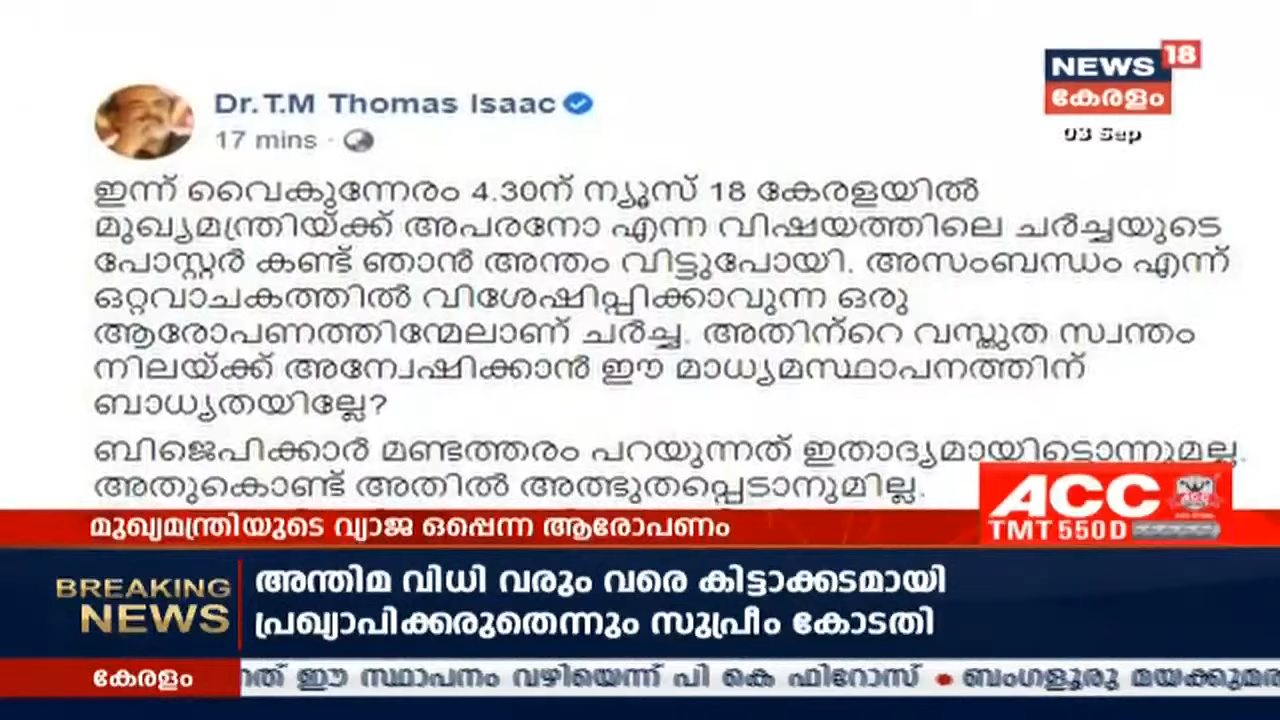 NEWS 18
കേരളം
03 Sep
Dr.T.M Thomas Isaac
17 mins ·
ഇന്ന് വൈകുന്നേരം 4.30ന് ന്യൂസ് 18 കേരളയിൽ
മുഖ്യമന്ത്രിയ്ക്ക് അപരനോ എന്ന വിഷയത്തിലെ ചർച്ചയുടെ
പോസ്റ്റർ കണ്ട് ഞാൻ അന്തം വിട്ടുപോയി. അസംബന്ധം എന്ന്
ഒറ്റവാചകത്തിൽ വിശേഷിപ്പിക്കാവുന്ന ഒരു
ആരോപണത്തിന്മേലാണ് ചർച്ച. അതിന്റെ വസ്തുത സ്വന്തം
നിലയ്ക്ക് അന്വേഷിക്കാൻ ഈ മാധ്യമസ്ഥാപനത്തിന്
ബാധ്യതയില്ലേ?
ബിജെപിക്കാർ മണ്ടത്തരം പറയുന്നത് ഇതാദ്യമായിട്ടൊന്നുമല്ല.
അതുകൊണ്ട് അതിൽ അത്ഭുതപ്പെടാനുമില്ല.
ACC
TMT 550D
മുഖ്യമന്ത്രിയുടെ വ്യാജ ഒപ്പെന്ന ആരോപണം
BREAKING NEWS
അന്തിമ വിധി വരും വരെ കിട്ടാക്കടമായി
പ്രഖ്യാപിക്കരുതെന്നും സുപ്രീം കോടതി
കേരളം
ഈ സ്ഥാപനം വഴിയെന്ന് പി കെ ഫിറോസ് • ബംഗളൂരു